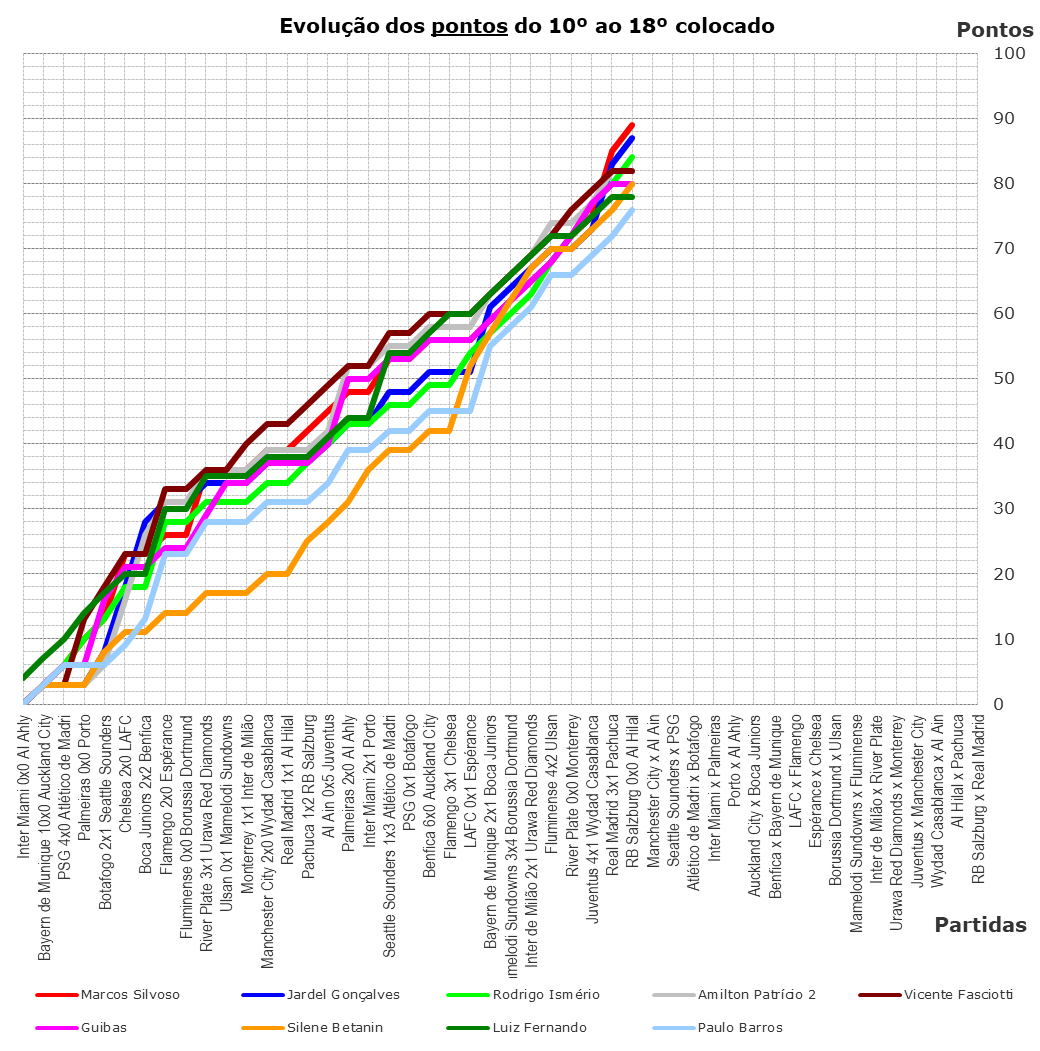 Evolução dos pontos do 10º ao 18º colocado
Pontos
100
90
80
70
60
50
40
30
20
10
0
Inter Miami 0x0 Al Ahly
Bayern de Munique 10x0 Auckland City
PSG 4x0 Atlético de Madri
Palmeiras 0x0 Porto
Botafogo 2x1 Seattle Sounders
Chelsea 2x0 LAFC
Boca Juniors 2x2 Benfica
Flamengo 2x0 Espérance
Fluminense 0x0 Borussia Dortmund
River Plate 3x1 Urawa Red Diamonds
Ulsan 0x1 Mamelodi Sundowns
Monterrey 1x1 Inter de Milão
Manchester City 2x0 Wydad Casablanca
Real Madrid 1x1 Al Hilal
Pachuca 1x2 RB Salzburg
Al Ain 0x5 Juventus
Palmeiras 2x0 Al Ahly
Inter Miami 2x1 Porto
Seattle Sounders 1x3 Atlético de Madri
PSG 0x1 Botafogo
Benfica 6x0 Auckland City
Flamengo 3x1 Chelsea
LAFC 0x1 Espérance
Bayern de Munique 2x1 Boca Juniors
melodi Sundowns 3x4 Borussia Dortmund
Inter de Milão 2x1 Urawa Red Diamonds
Fluminense 4x2 Ulsan
River Plate 0x0 Monterrey
Juventus 4x1 Wydad Casablanca
Real Madrid 3x1 Pachuca
RB Salzburg 0x0 Al Hilal
Manchester City x Al Ain
Seattle Sounders x PSG
Atlético de Madri x Botafogo
Inter Miami x Palmeiras
Porto x Al Ahly
Auckland City x Boca Juniors
Benfica x Bayern de Munique
LAFC x Flamengo
Espérance x Chelsea
Borussia Dortmund x Ulsan
Mamelodi Sundowns x Fluminense
Inter de Milão x River Plate
Urawa Red Diamonds x Monterrey
Juventus x Manchester City
Wydad Casablanca x Al Ain
Al Hilal x Pachuca
RB Salzburg x Real Madrid
Partidas
Marcos Silvoso Jardel Gonçalves Rodrigo Ismério Amilton Patrício 2 Vicente Fasciotti
Guibas Silene Betanin Luiz Fernando Paulo Barros